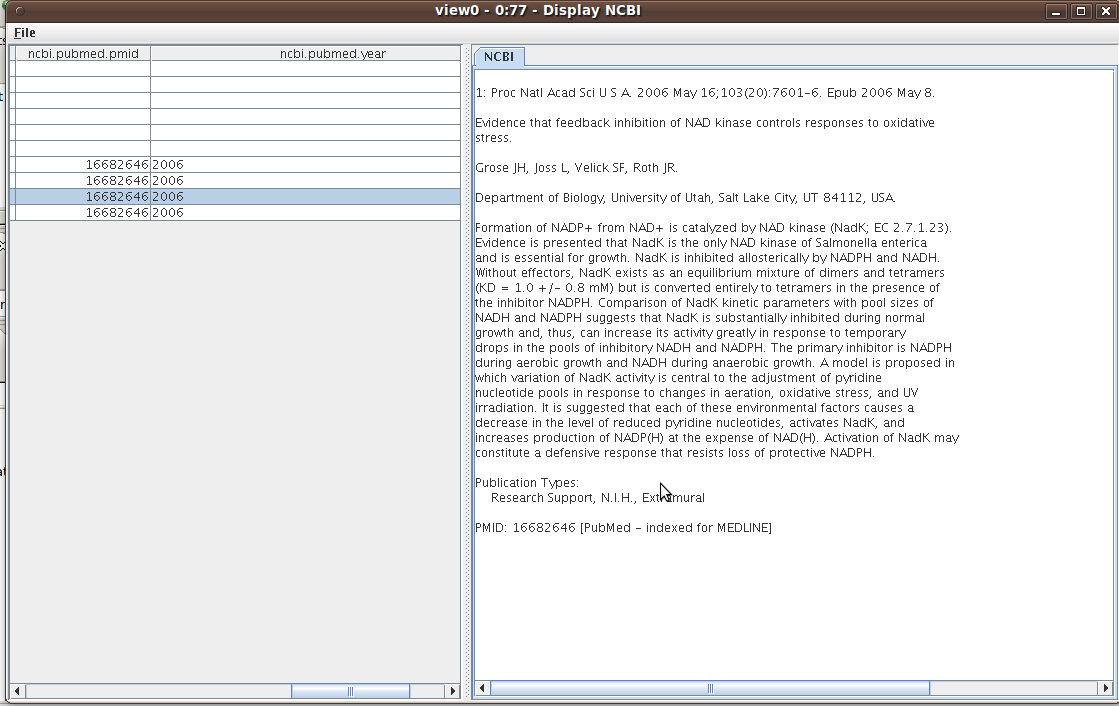 view0 - 0:77 - Display NCBI
File
ncbi.pubmed.pmid ncbi.pubmed.year
16682646 2006
16682646 2006
16682646 2006
16682646 2006
NCBI
1: Proc Natl Acad Sci U S A. 2006 May 16;103(20):7601-6. Epub 2006 May 8.
Evidence that feedback inhibition of NAD kinase controls responses to oxidative
stress.
Grose JH, Joss L, Velick SF, Roth JR.
Department of Biology, University of Utah, Salt Lake City, UT 84112, USA.
Formation of NADP+ from NAD+ is catalyzed by NAD kinase (NadK; EC 2.7.1.23).
Evidence is presented that NadK is the only NAD kinase of Salmonella enterica
and is essential for growth. NadK is inhibited allosterically by NADPH and NADH.
Without effectors, NadK exists as an equilibrium mixture of dimers and tetramers
(KD = 1.0 +/- 0.8 mM) but is converted entirely to tetramers in the presence of
the inhibitor NADPH. Comparison of NadK kinetic parameters with pool sizes of
NADH and NADPH suggests that NadK is substantially inhibited during normal
growth and, thus, can increase its activity greatly in response to temporary
drops in the pools of inhibitory NADH and NADPH. The primary inhibitor is NADPH
during aerobic growth and NADH during anaerobic growth. A model is proposed in
which variation of NadK activity is central to the adjustment of pyridine
nucleotide pools in response to changes in aeration, oxidative stress, and UV
irradiation. It is suggested that each of these environmental factors causes a
decrease in the level of reduced pyridine nucleotides, activates NadK, and
increases production of NADP(H) at the expense of NAD(H). Activation of NadK may
constitute a defensive response that resists loss of protective NADPH.
Publication Types:
Research Support, N.I.H., Extramural
PMID: 16682646 [PubMed - indexed for MEDLINE]